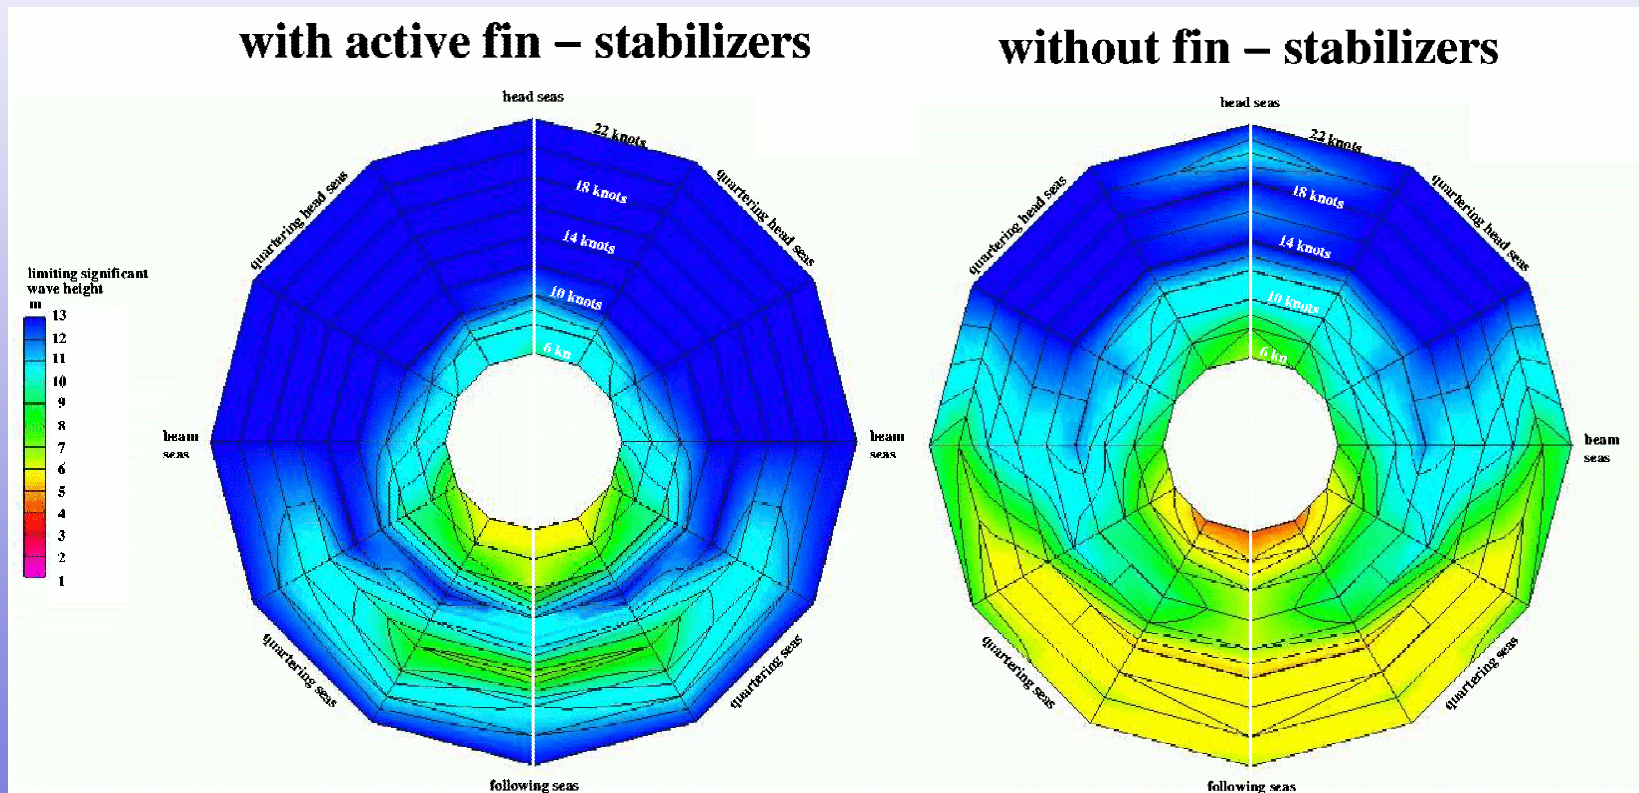 with active fin – stabilizers
without fin – stabilizers
head seas
22 knots
18 knots
14 knots
10 knots
6 kn
quartering head seas
quartering head seas
beam
seas
beam
seas
quartering seas
quartering seas
following seas
limiting significant
wave height
m
13
12
11
10
9
8
7
6
5
4
3
2
1
head seas
22 knots
18 knots
14 knots
10 knots
6 kn
quartering head seas
quartering head seas
beam
seas
quartering seas
quartering seas
following seas